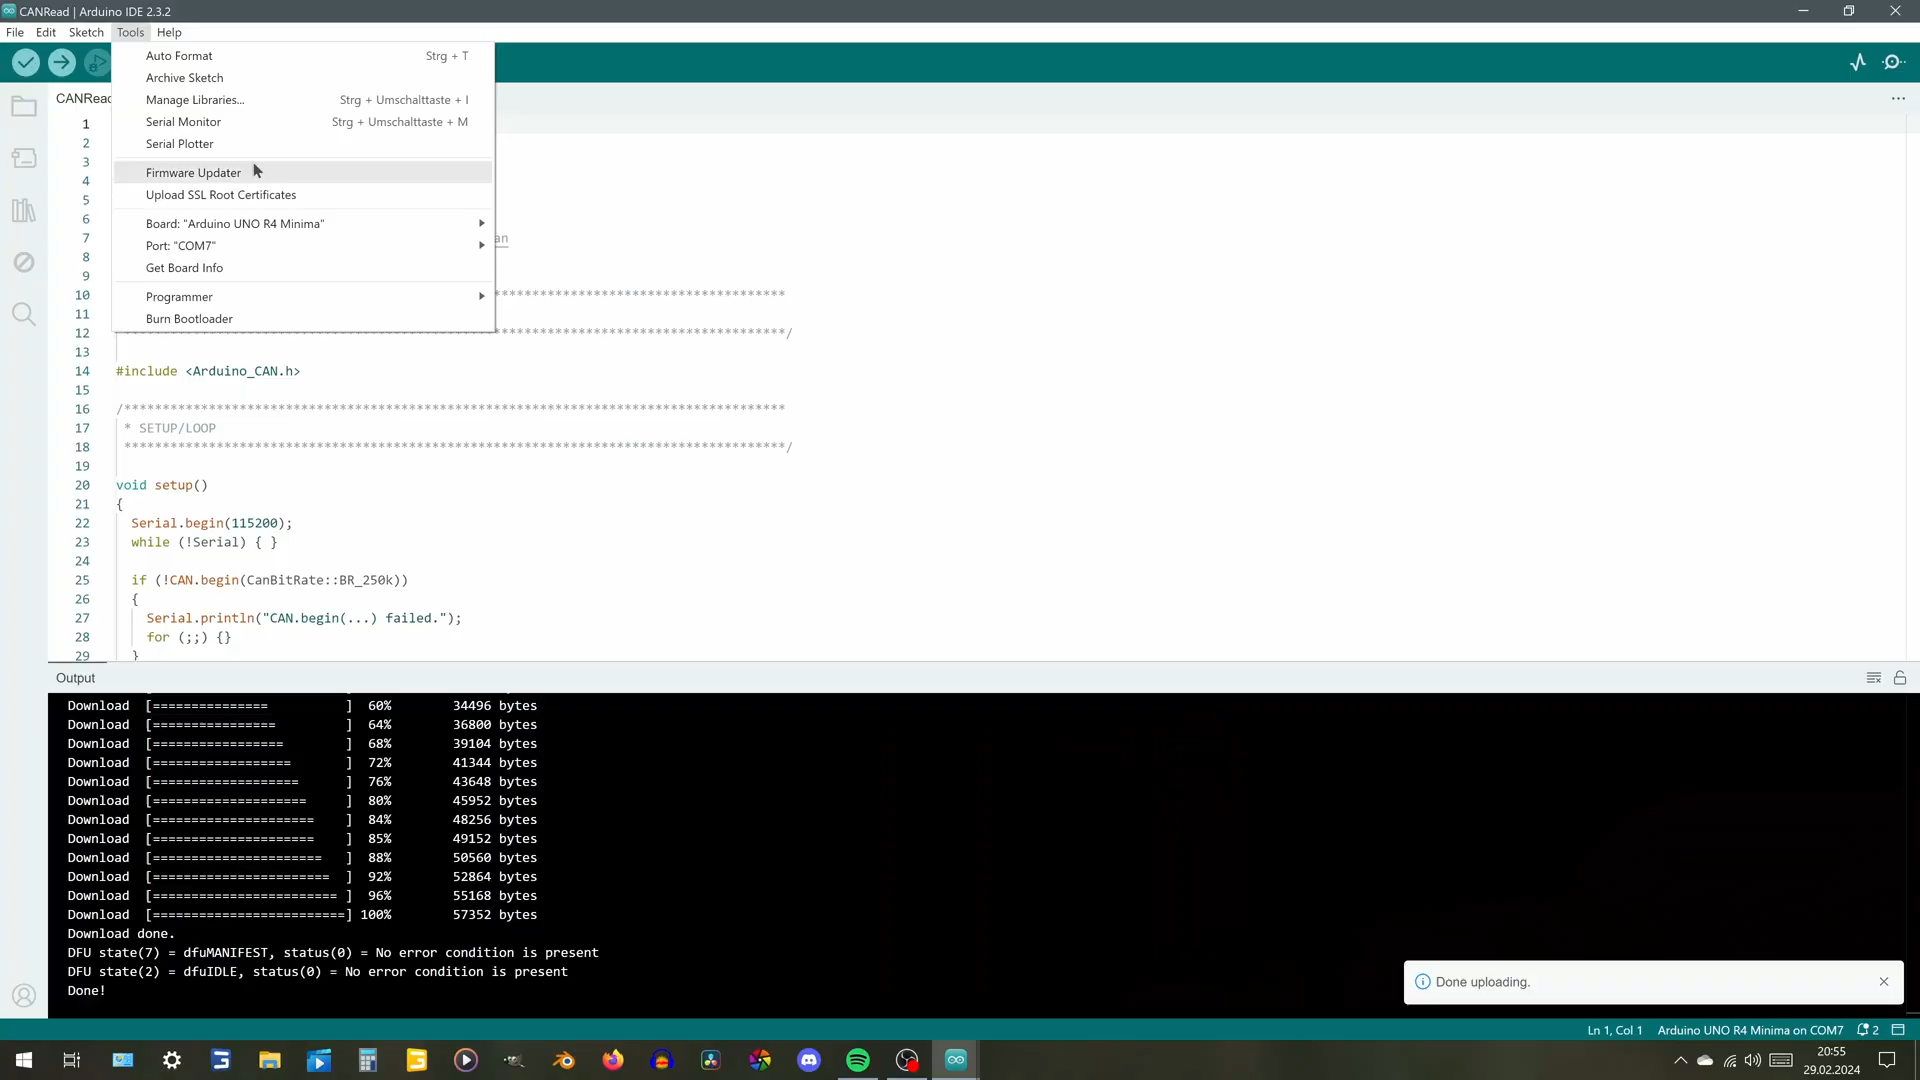 CANRead | Arduino IDE 2.3.2
File Edit Sketch Tools Help
Auto Format Strg + T
Archive Sketch
CANRead
Manage Libraries... Strg + Umschalttaste + I
Serial Monitor Strg + Umschalttaste + M
1
2 Serial Plotter
3
4 Firmware Updater
5 Upload SSL Root Certificates
6 Board: "Arduino UNO R4 Minima"
7 an
8 Port: "COM7"
9 Get Board Info
10 *************************************
11 Programmer
12 Burn Bootloader *************************************/
13
14 #include <Arduino_CAN.h>
15
16 /**************************************************************************************
17 * SETUP/LOOP
18 **************************************************************************************/
19
20 void setup()
21 {
22 Serial.begin(115200);
23 while (!Serial) { }
24
25 if (!CAN.begin(CanBitRate::BR_250k))
26 {
27 Serial.println("CAN.begin(...) failed.");
28 for (;;) {}
29 }
Output
Download [=============== ] 60% 34496 bytes
Download [================ ] 64% 36800 bytes
Download [================= ] 68% 39104 bytes
Download [================== ] 72% 41344 bytes
Download [=================== ] 76% 43648 bytes
Download [==================== ] 80% 45952 bytes
Download [===================== ] 84% 48256 bytes
Download [===================== ] 85% 49152 bytes
Download [====================== ] 88% 50560 bytes
Download [======================= ] 92% 52864 bytes
Download [======================== ] 96% 55168 bytes
Download [=========================] 100% 57352 bytes
Download done.
DFU state(7) = dfuMANIFEST, status(0) = No error condition is present
DFU state(2) = dfuIDLE, status(0) = No error condition is present
Done!
Done uploading.
Ln 1, Col 1 Arduino UNO R4 Minima on COM7 2
20:55
29.02.2024